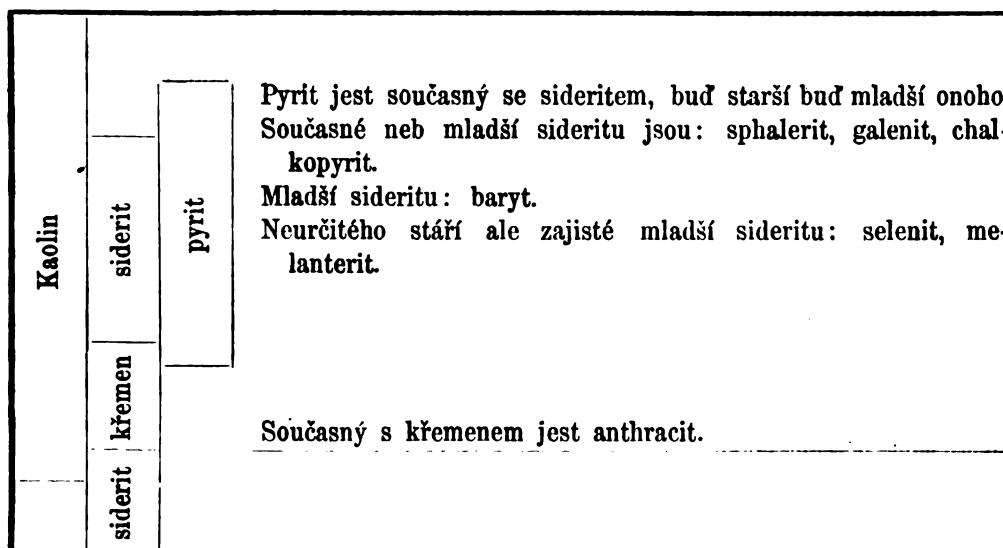 Kaolin
siderit
křemen
siderit
pyrit
Pyrit jest současný se sideritem, buď starší buď mladší onoho
Současné neb mladší sideritu jsou: sphalerit, galenit, chal-
kopyrit.
Mladší sideritu: baryt.
Neurčitého stáří ale zajisté mladší sideritu: selenit, me-
lanterit.
Současný s křemenem jest anthracit.